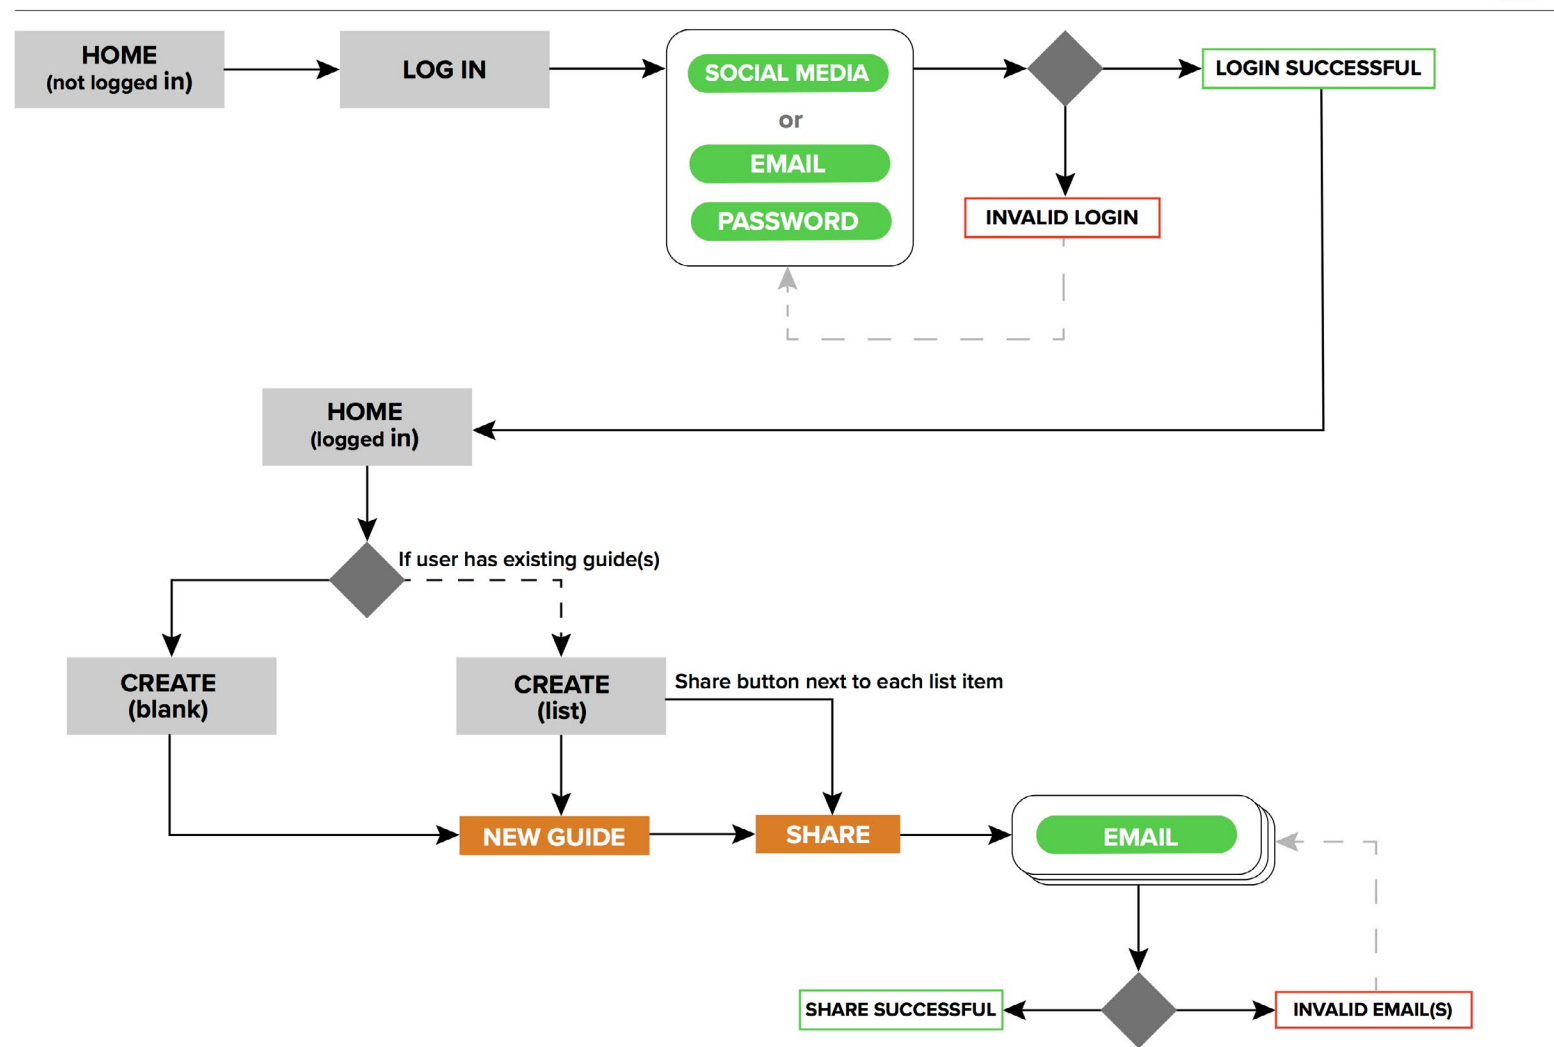 HOME
(not logged in)
LOG IN
SOCIAL MEDIA
or
EMAIL
PASSWORD
LOGIN SUCCESSFUL
INVALID LOGIN
HOME
(logged in)
If user has existing guide(s)
CREATE
(blank)
CREATE
(list)
Share button next to each list item
NEW GUIDE
SHARE
EMAIL
SHARE SUCCESSFUL
INVALID EMAIL(S)